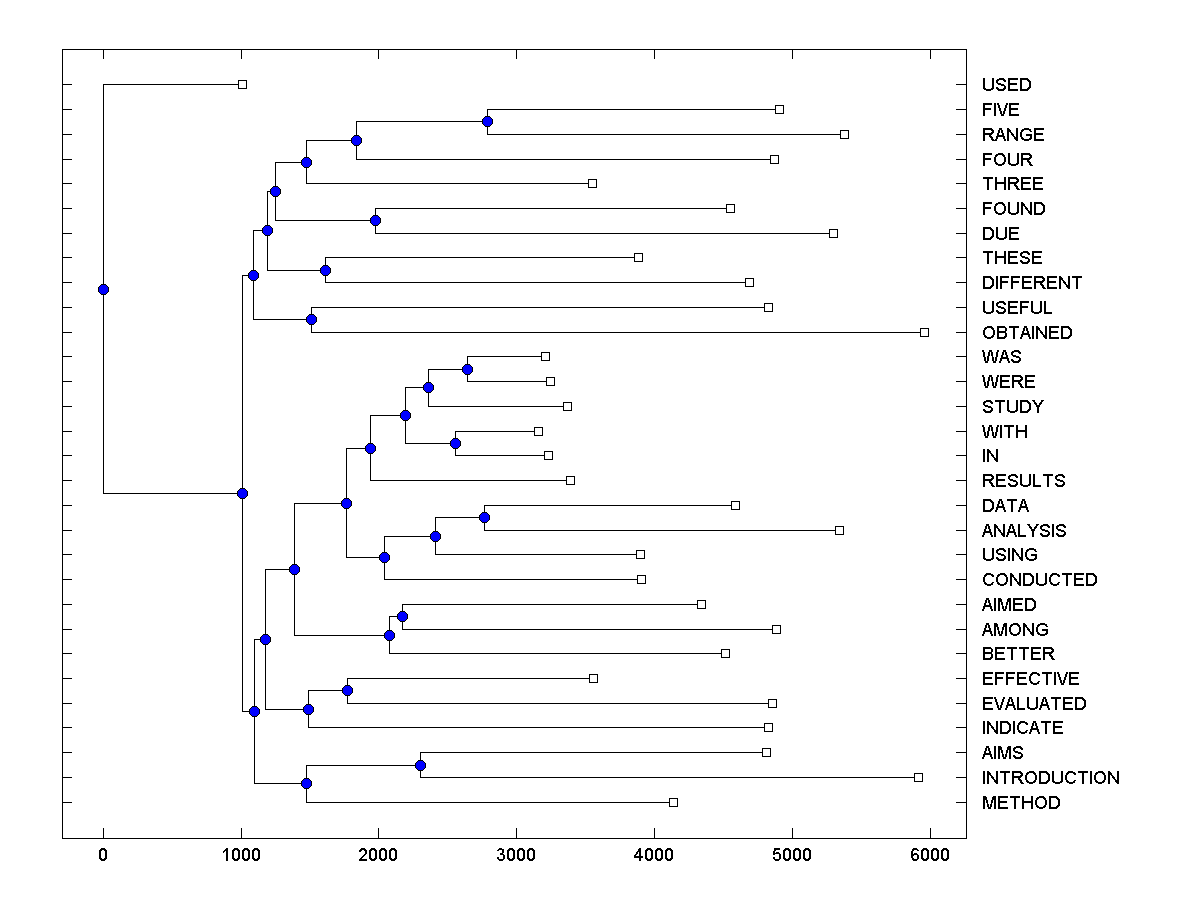 USED
FIVE
RANGE
FOUR
THREE
FOUND
DUE
THESE
DIFFERENT
USEFUL
OBTAINED
WAS
WERE
STUDY
WITH
IN
RESULTS
DATA
ANALYSIS
USING
CONDUCTED
AIMED
AMONG
BETTER
EFFECTIVE
EVALUATED
INDICATE
AIMS
INTRODUCTION
METHOD
0 1000 2000 3000 4000 5000 6000